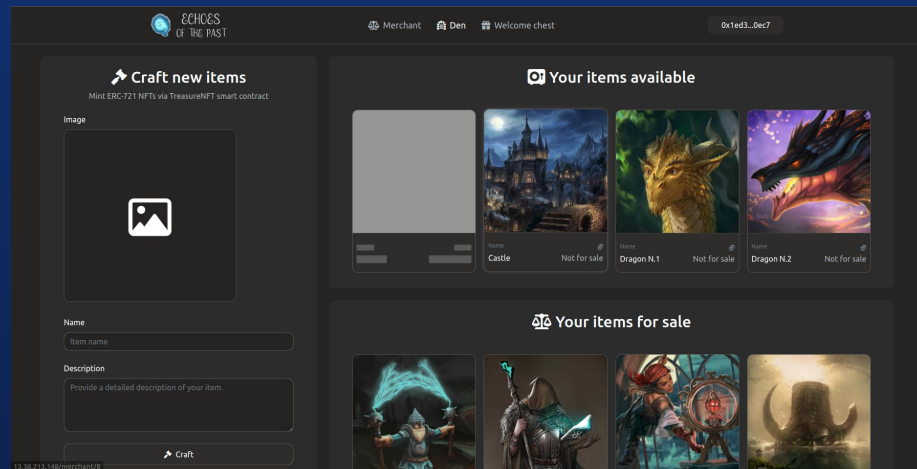 ECHOES
OF THE PAST
Merchant
Den
Welcome chest
0x1ed3...0ec7
Craft new items
Mint ERC-721 NFTs via TreasureNFT smart contract
Image
Name
Item name
Description
Provide a detailed description of your item.
Craft
Your items available
Name
Castle
Not for sale
Name
Dragon N.1
Not for sale
Name
Dragon N.2
Not for sale
Your items for sale
13.38.213.148/merchant/8